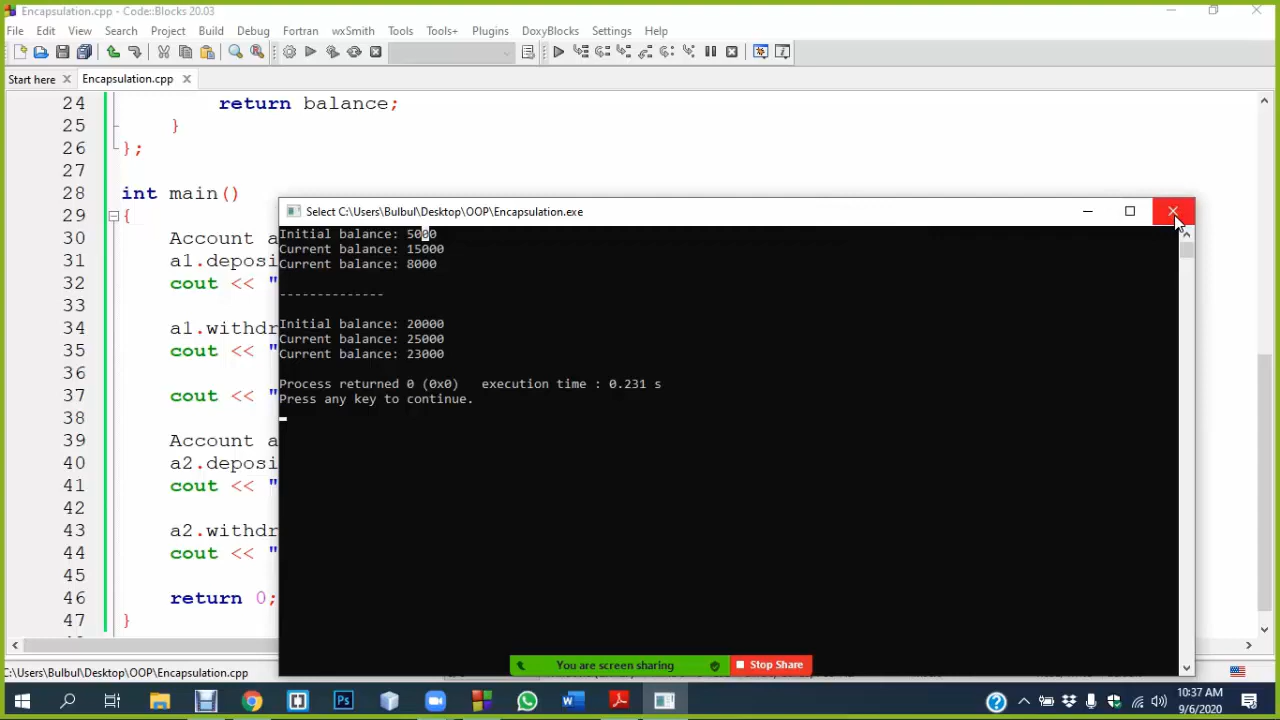 Encapsulation.cpp - Code::Blocks 20.03
File Edit View Search Project Build Debug Fortran wxSmith Tools Tools+ Plugins DoxyBlocks Settings Help
Start here Encapsulation.cpp
24 return balance;
25 }
26 };
27
28 int main()
29 {
30 Account a
31 a1.deposi
32 cout << "
33
34 a1.withdr
35 cout << "
36
37 cout << "
38
39 Account a
40 a2.deposi
41 cout << "
42
43 a2.withdr
44 cout << "
45
46 return 0;
47 }
Select C:\Users\Bulbul\Desktop\OOP\Encapsulation.exe
Initial balance: 5000
Current balance: 15000
Current balance: 8000
--------------
Initial balance: 20000
Current balance: 25000
Current balance: 23000
Process returned 0 (0x0) execution time : 0.231 s
Press any key to continue.
You are screen sharing Stop Share
C:\Users\Bulbul\Desktop\OOP\Encapsulation.cpp
10:37 AM
9/6/2020